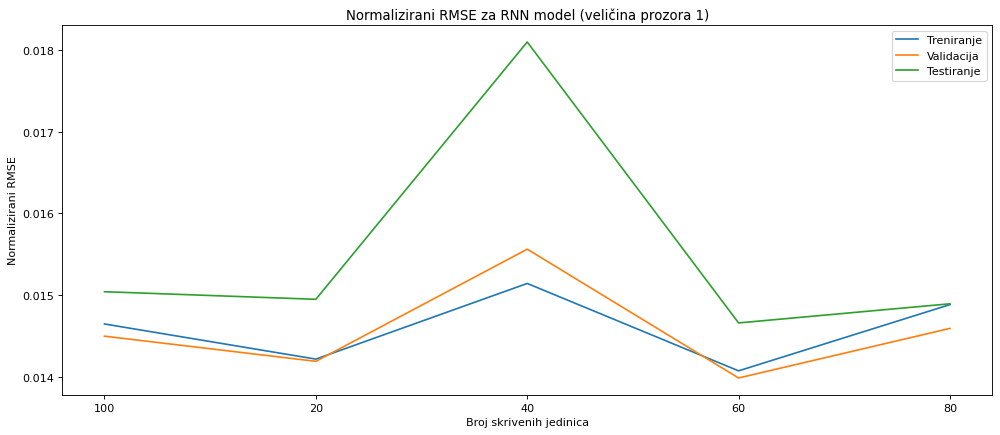 Normalizirani RMSE za RNN model (veličina prozora 1)
Treniranje
Validacija
Testiranje
Normalizirani RMSE
0.018
0.017
0.016
0.015
0.014
100
20
40
60
80
Broj skrivenih jedinica